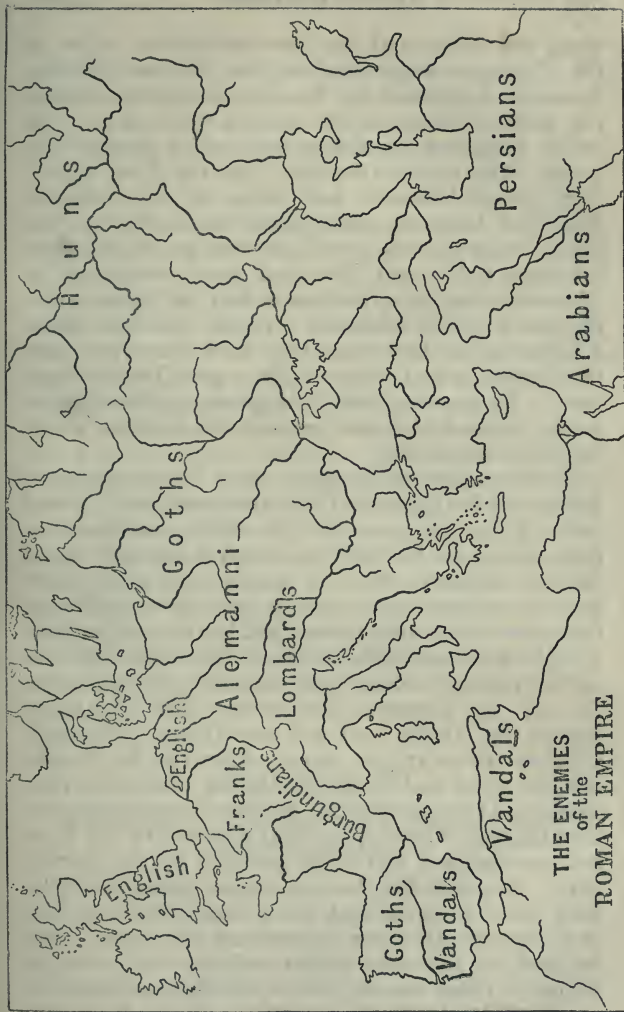 Huns
Goths
Alemanni
Lombards
English
Franks
Burgundians
English
Goths
Vandals
Vandals
Persians
Arabians
THE ENEMIES
of the
ROMAN EMPIRE